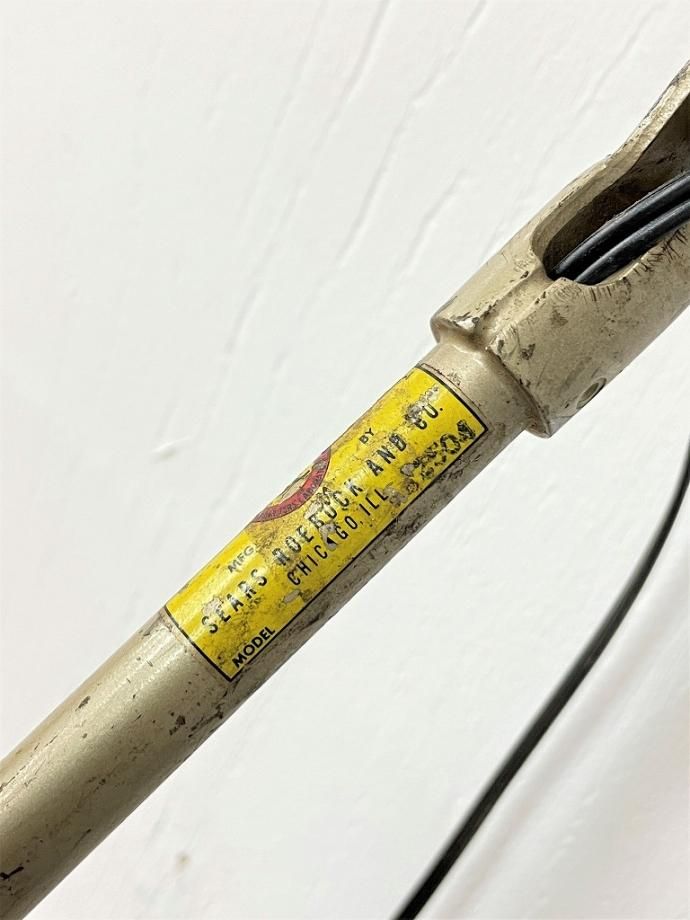 MFG BY
SEARS ROEBUCK AND CO.
CHICAGO, ILL.
MODEL